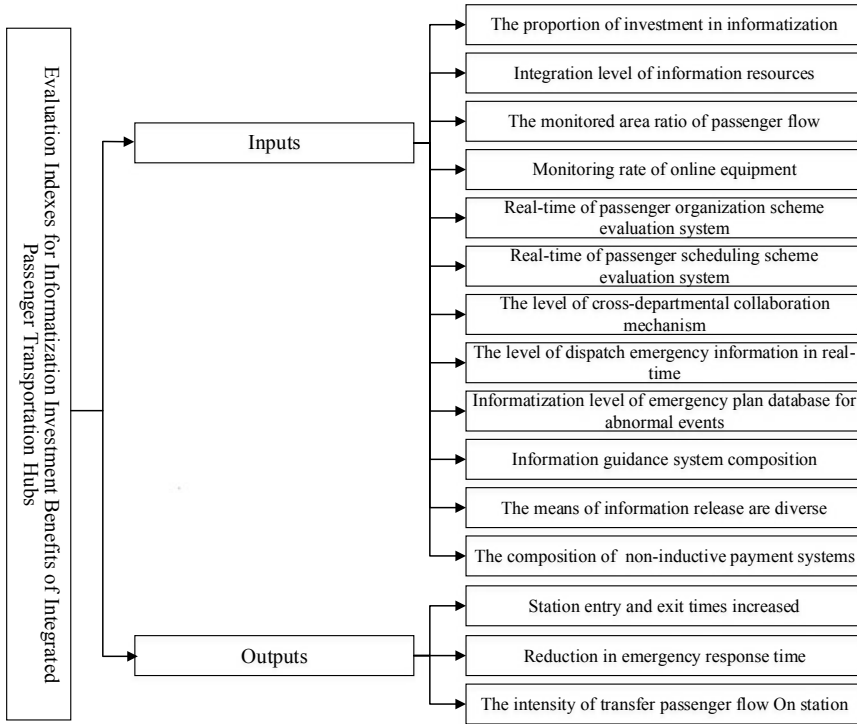 Evaluation Indexes for Informatization Investment Benefits of Integrated
Passenger Transportation Hubs
Inputs
The proportion of investment in informatization
Integration level of information resources
The monitored area ratio of passenger flow
Monitoring rate of online equipment
Real-time of passenger organization scheme
evaluation system
Real-time of passenger scheduling scheme
evaluation system
The level of cross-departmental collaboration
mechanism
The level of dispatch emergency information in real-
time
Informatization level of emergency plan database for
abnormal events
Information guidance system composition
The means of information release are diverse
The composition of non-inductive payment systems
Outputs
Station entry and exit times increased
Reduction in emergency response time
The intensity of transfer passenger flow On station